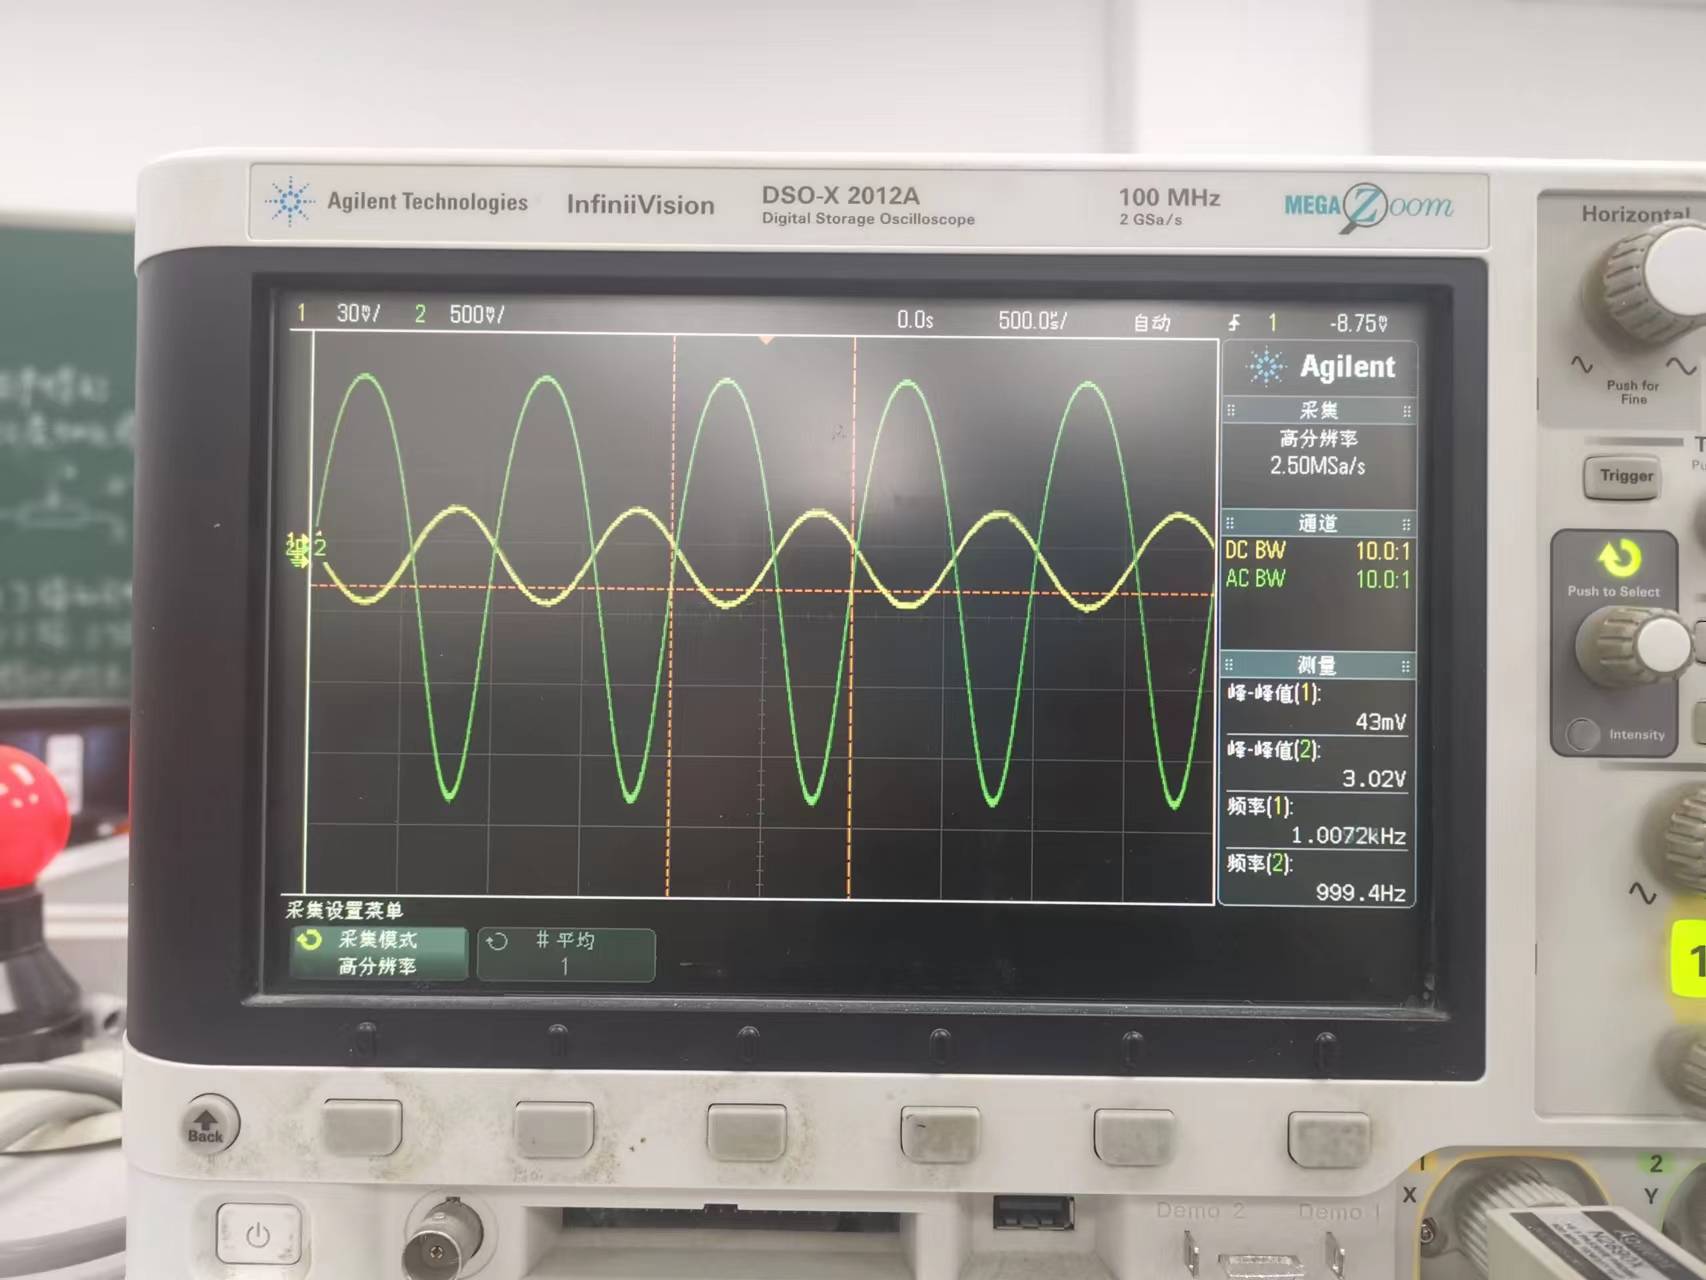 Agilent Technologies InfiniiVision DSO-X 2012A 100 MHz MEGA Zoom
Digital Storage Oscilloscope 2 GSa/s
Horizontal
1 30mV/ 2 500mV/ 0.0s 500.0µs/ 自动 1 -8.75mV
Agilent
采集
高分辨率
2.50MSa/s
通道
DC BW 10.0:1
AC BW 10.0:1
测量
峰-峰值(1):
43mV
峰-峰值(2):
3.02V
频率(1):
1.0072kHz
频率(2):
999.4Hz
2
采集设置菜单
采集模式
高分辨率
# 平均
1
Push for
Fine
Trigger
Push to Select
Intensity
1
Back
Demo 2 Demo 1
1
X
2
Y